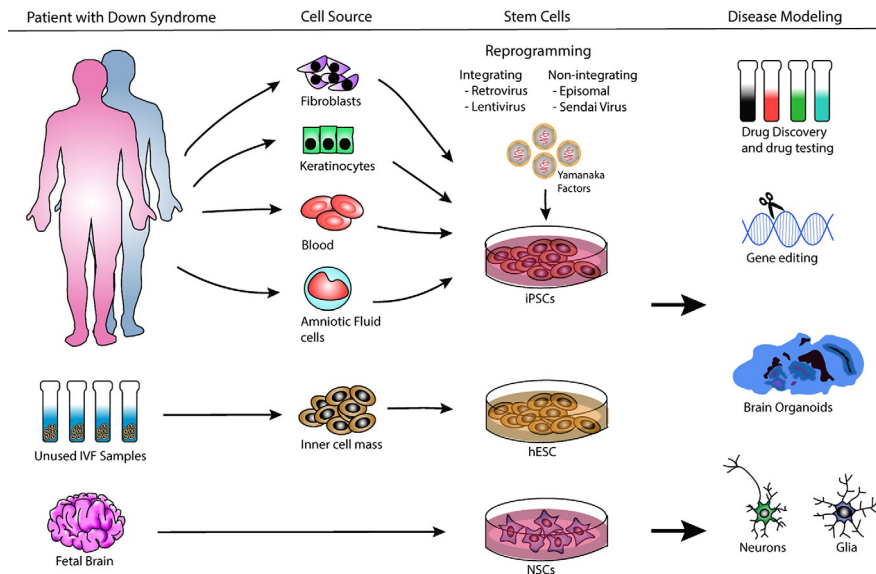 Patient with Down Syndrome
Cell Source
Stem Cells
Disease Modeling
Reprogramming
Integrating
- Retrovirus
- Lentivirus
Non-integrating
- Episomal
- Sendai Virus
Fibroblasts
Keratinocytes
Blood
Amniotic Fluid
cells
Yamanaka
Factors
iPSCs
Drug Discovery
and drug testing
Gene editing
Brain Organoids
Unused IVF Samples
Inner cell mass
hESC
Fetal Brain
NSCs
Neurons
Glia